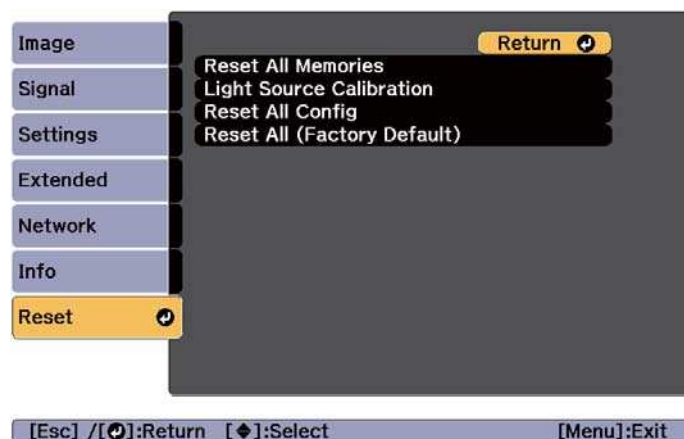 Image
Signal
Settings
Extended
Network
Info
Reset
Return
Reset All Memories
Light Source Calibration
Reset All Config
Reset All (Factory Default)
[Esc] /[⏎]:Return [◆]:Select [Menu]:Exit